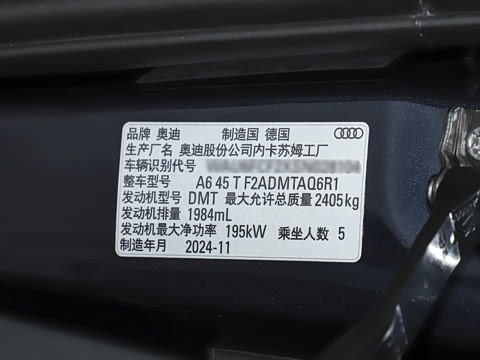 品牌 奥迪 制造国 德国
生产厂名 奥迪股份公司内卡苏姆工厂
车辆识别代号
整车型号 A6 45 T F2ADMTAQ6R1
发动机型号 DMT 最大允许总质量 2405kg
发动机排量 1984mL
发动机最大净功率 195kW 乘坐人数 5
制造年月 2024-11